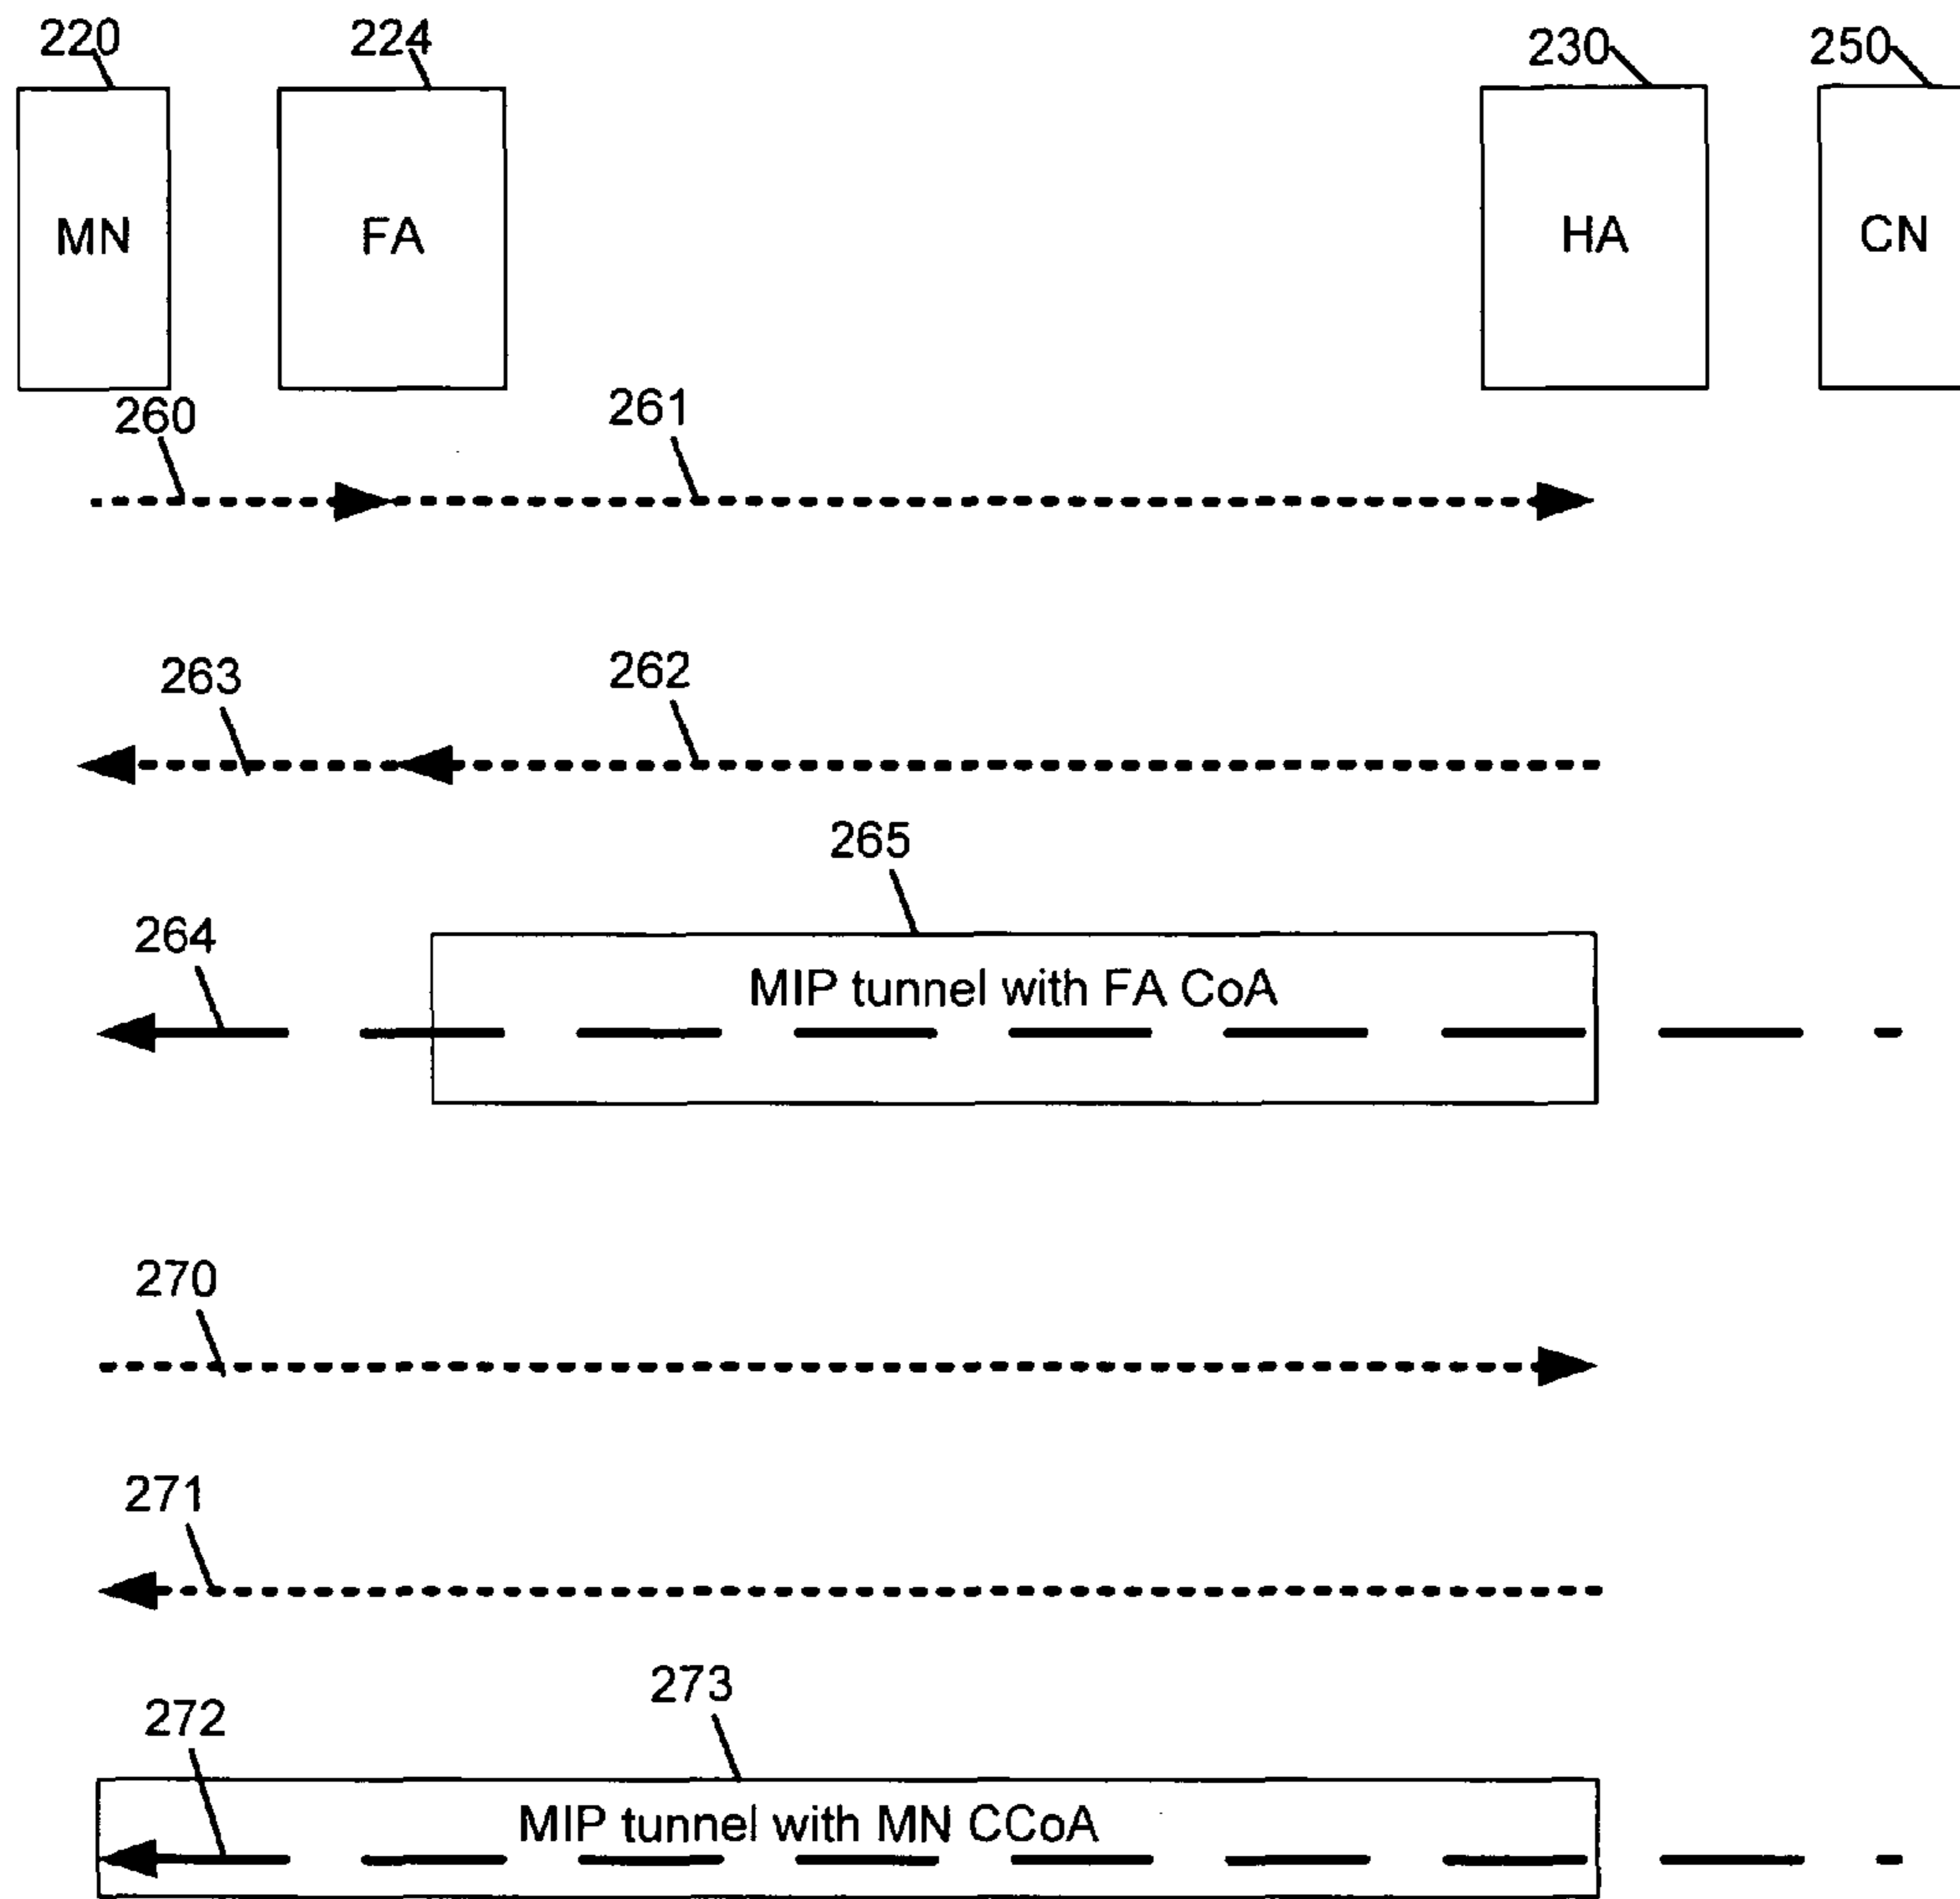 220
224
230
250
MN
FA
HA
CN
260
261
263
262
265
264
MIP tunnel with FA CoA
270
271
273
272
MIP tunnel with MN CCoA